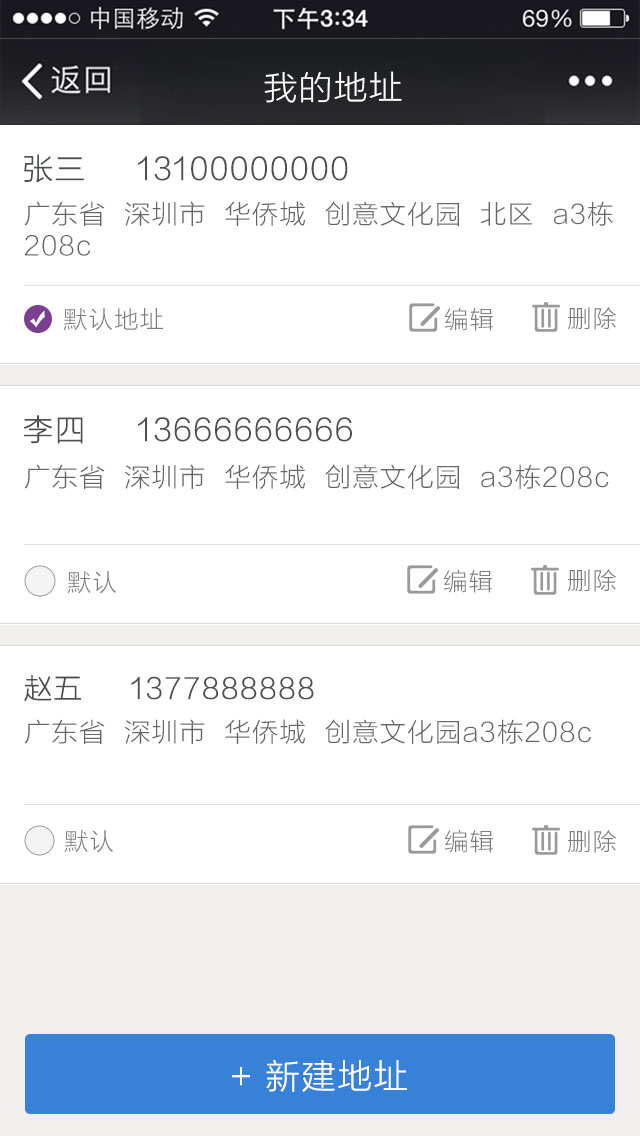 中国移动 下午3:34 69%
返回 我的地址
张三 13100000000
广东省 深圳市 华侨城 创意文化园 北区 a3栋
208c
默认地址 编辑 删除
李四 13666666666
广东省 深圳市 华侨城 创意文化园 a3栋208c
默认 编辑 删除
赵五 1377888888
广东省 深圳市 华侨城 创意文化园a3栋208c
默认 编辑 删除
+ 新建地址